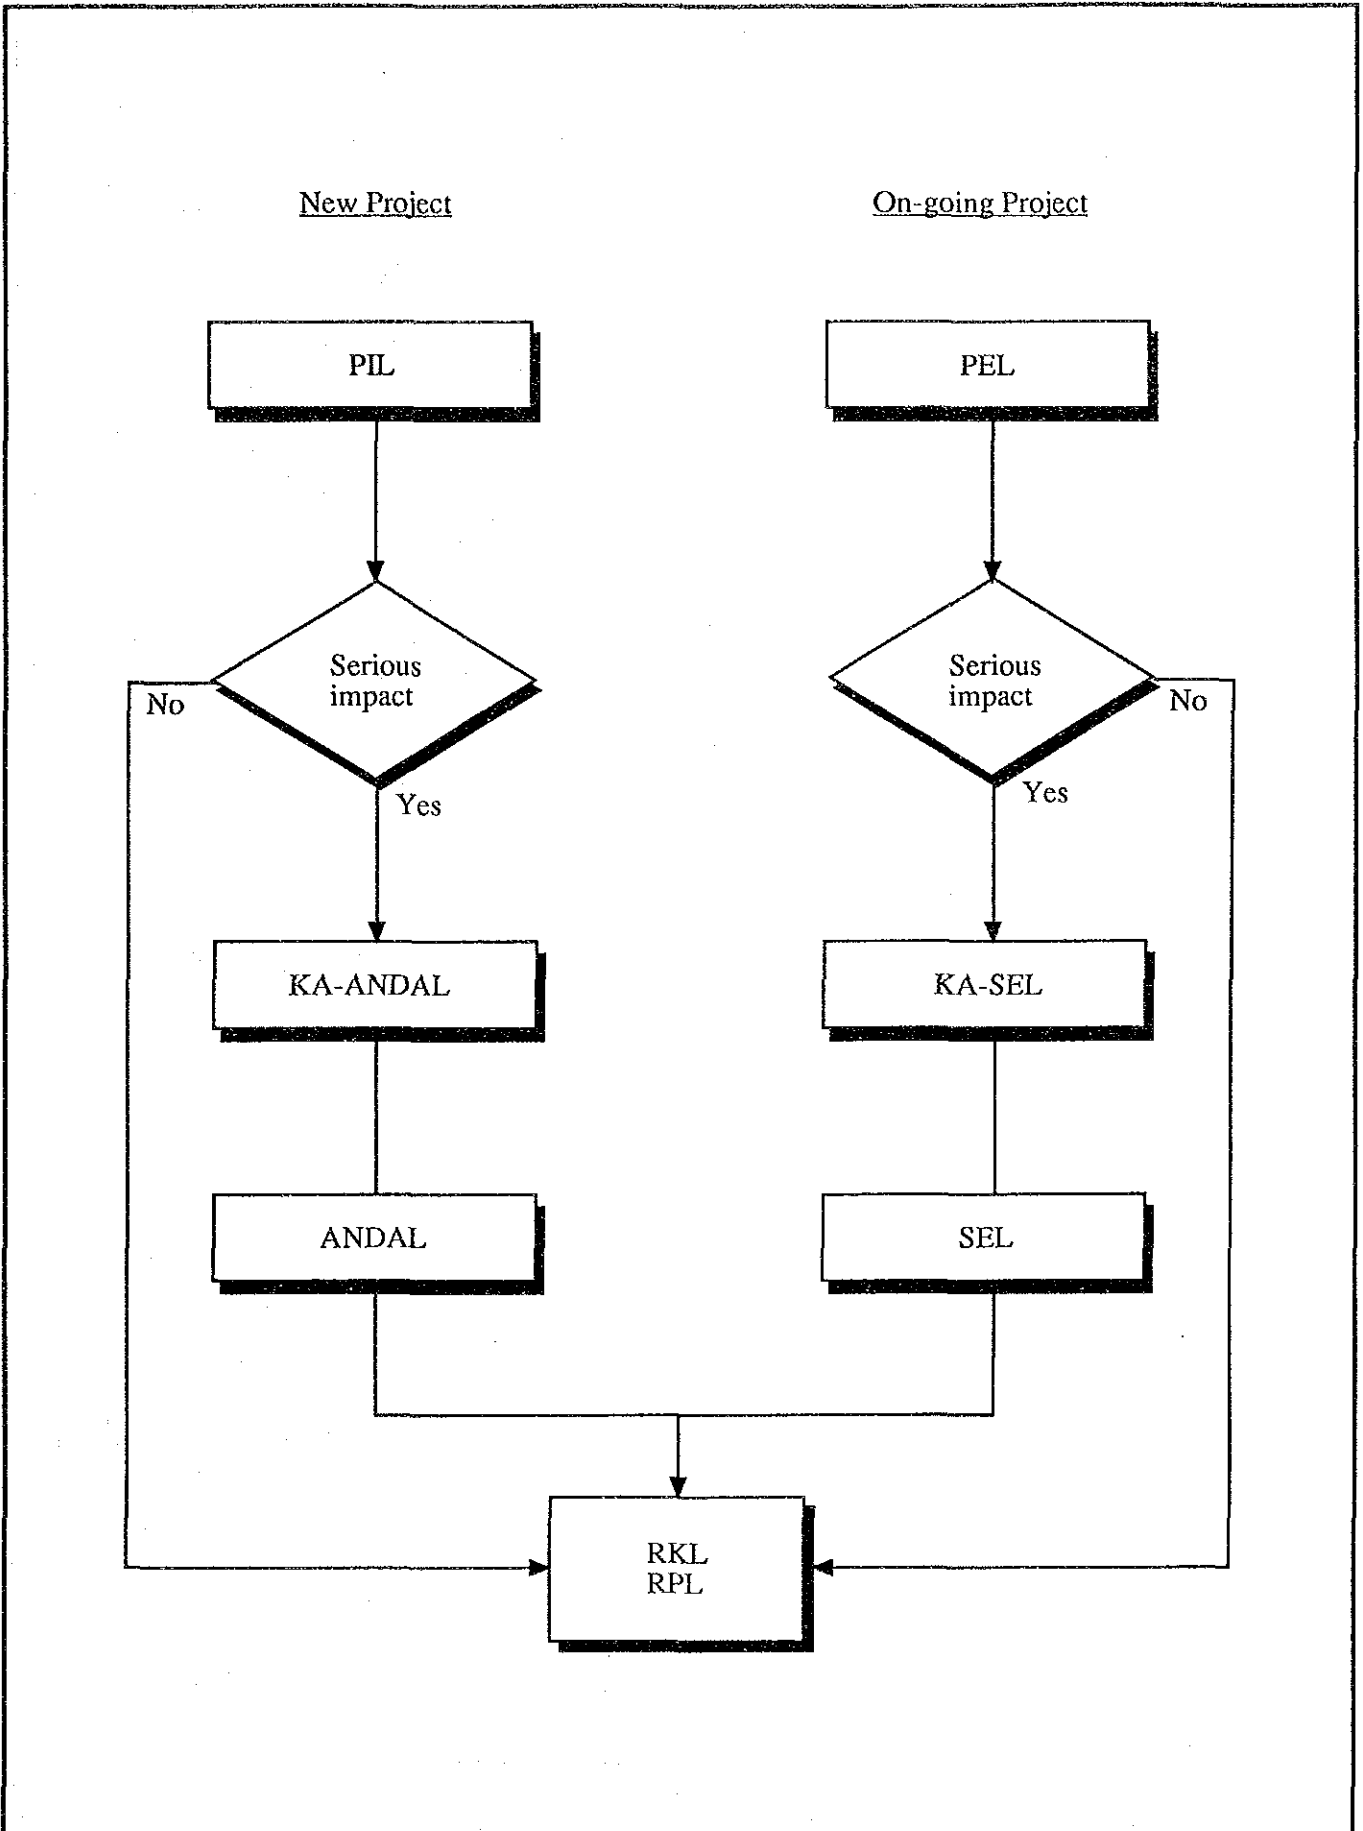 New Project
On-going Project
PIL
PEL
Serious
impact
Serious
impact
No
No
Yes
Yes
KA-ANDAL
KA-SEL
ANDAL
SEL
RKL
RPL